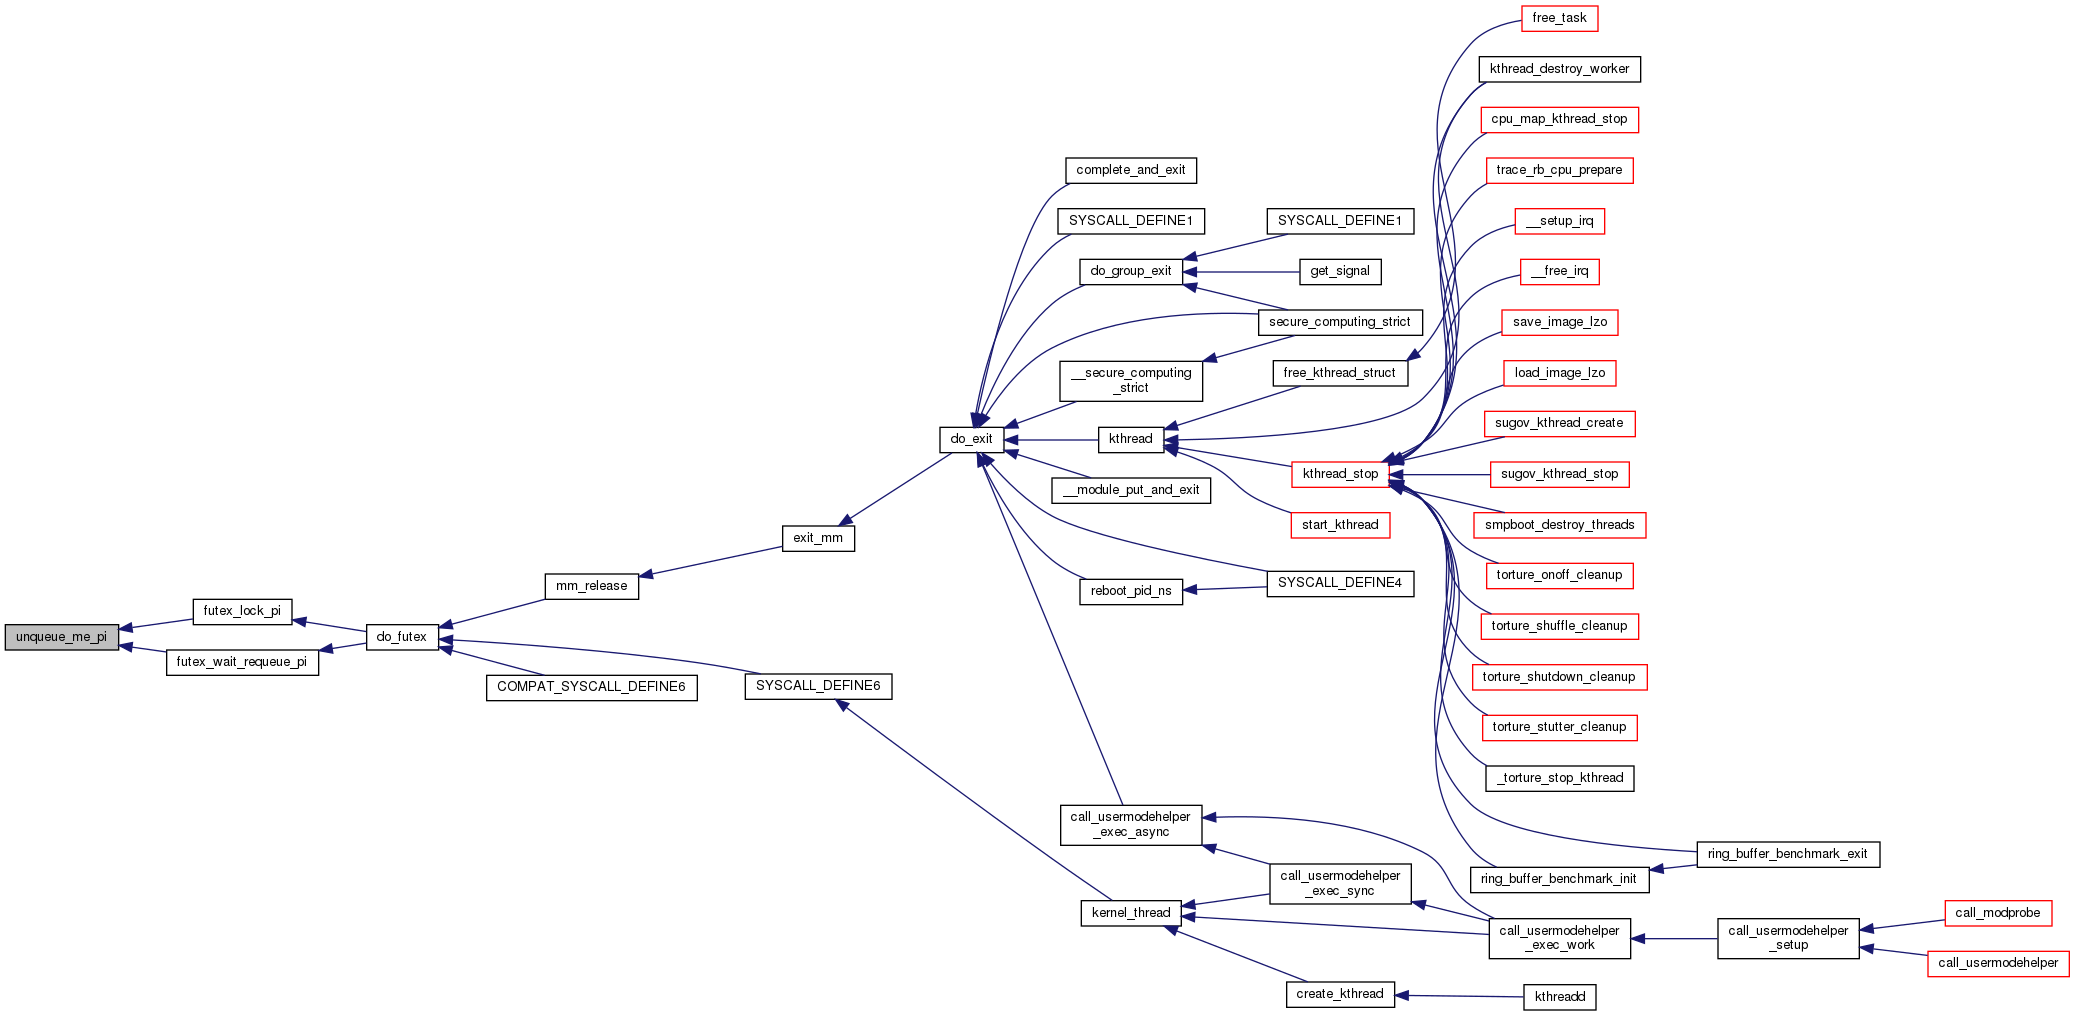 free_task
kthread_destroy_worker
cpu_map_kthread_stop
complete_and_exit
trace_rb_cpu_prepare
SYSCALL_DEFINE1
SYSCALL_DEFINE1
__setup_irq
do_group_exit
get_signal
__free_irq
secure_computing_strict
save_image_lzo
__secure_computing
_strict
free_kthread_struct
load_image_lzo
do_exit
kthread
sugov_kthread_create
kthread_stop
sugov_kthread_stop
__module_put_and_exit
start_kthread
smpboot_destroy_threads
exit_mm
mm_release
reboot_pid_ns
SYSCALL_DEFINE4
torture_onoff_cleanup
unqueue_me_pi
futex_lock_pi
futex_wait_requeue_pi
do_futex
COMPAT_SYSCALL_DEFINE6
SYSCALL_DEFINE6
torture_shuffle_cleanup
torture_shutdown_cleanup
torture_stutter_cleanup
_torture_stop_kthread
call_usermodehelper
_exec_async
ring_buffer_benchmark_exit
ring_buffer_benchmark_init
call_usermodehelper
_exec_sync
kernel_thread
call_usermodehelper
_exec_work
call_usermodehelper
_setup
call_modprobe
call_usermodehelper
create_kthread
kthreadd